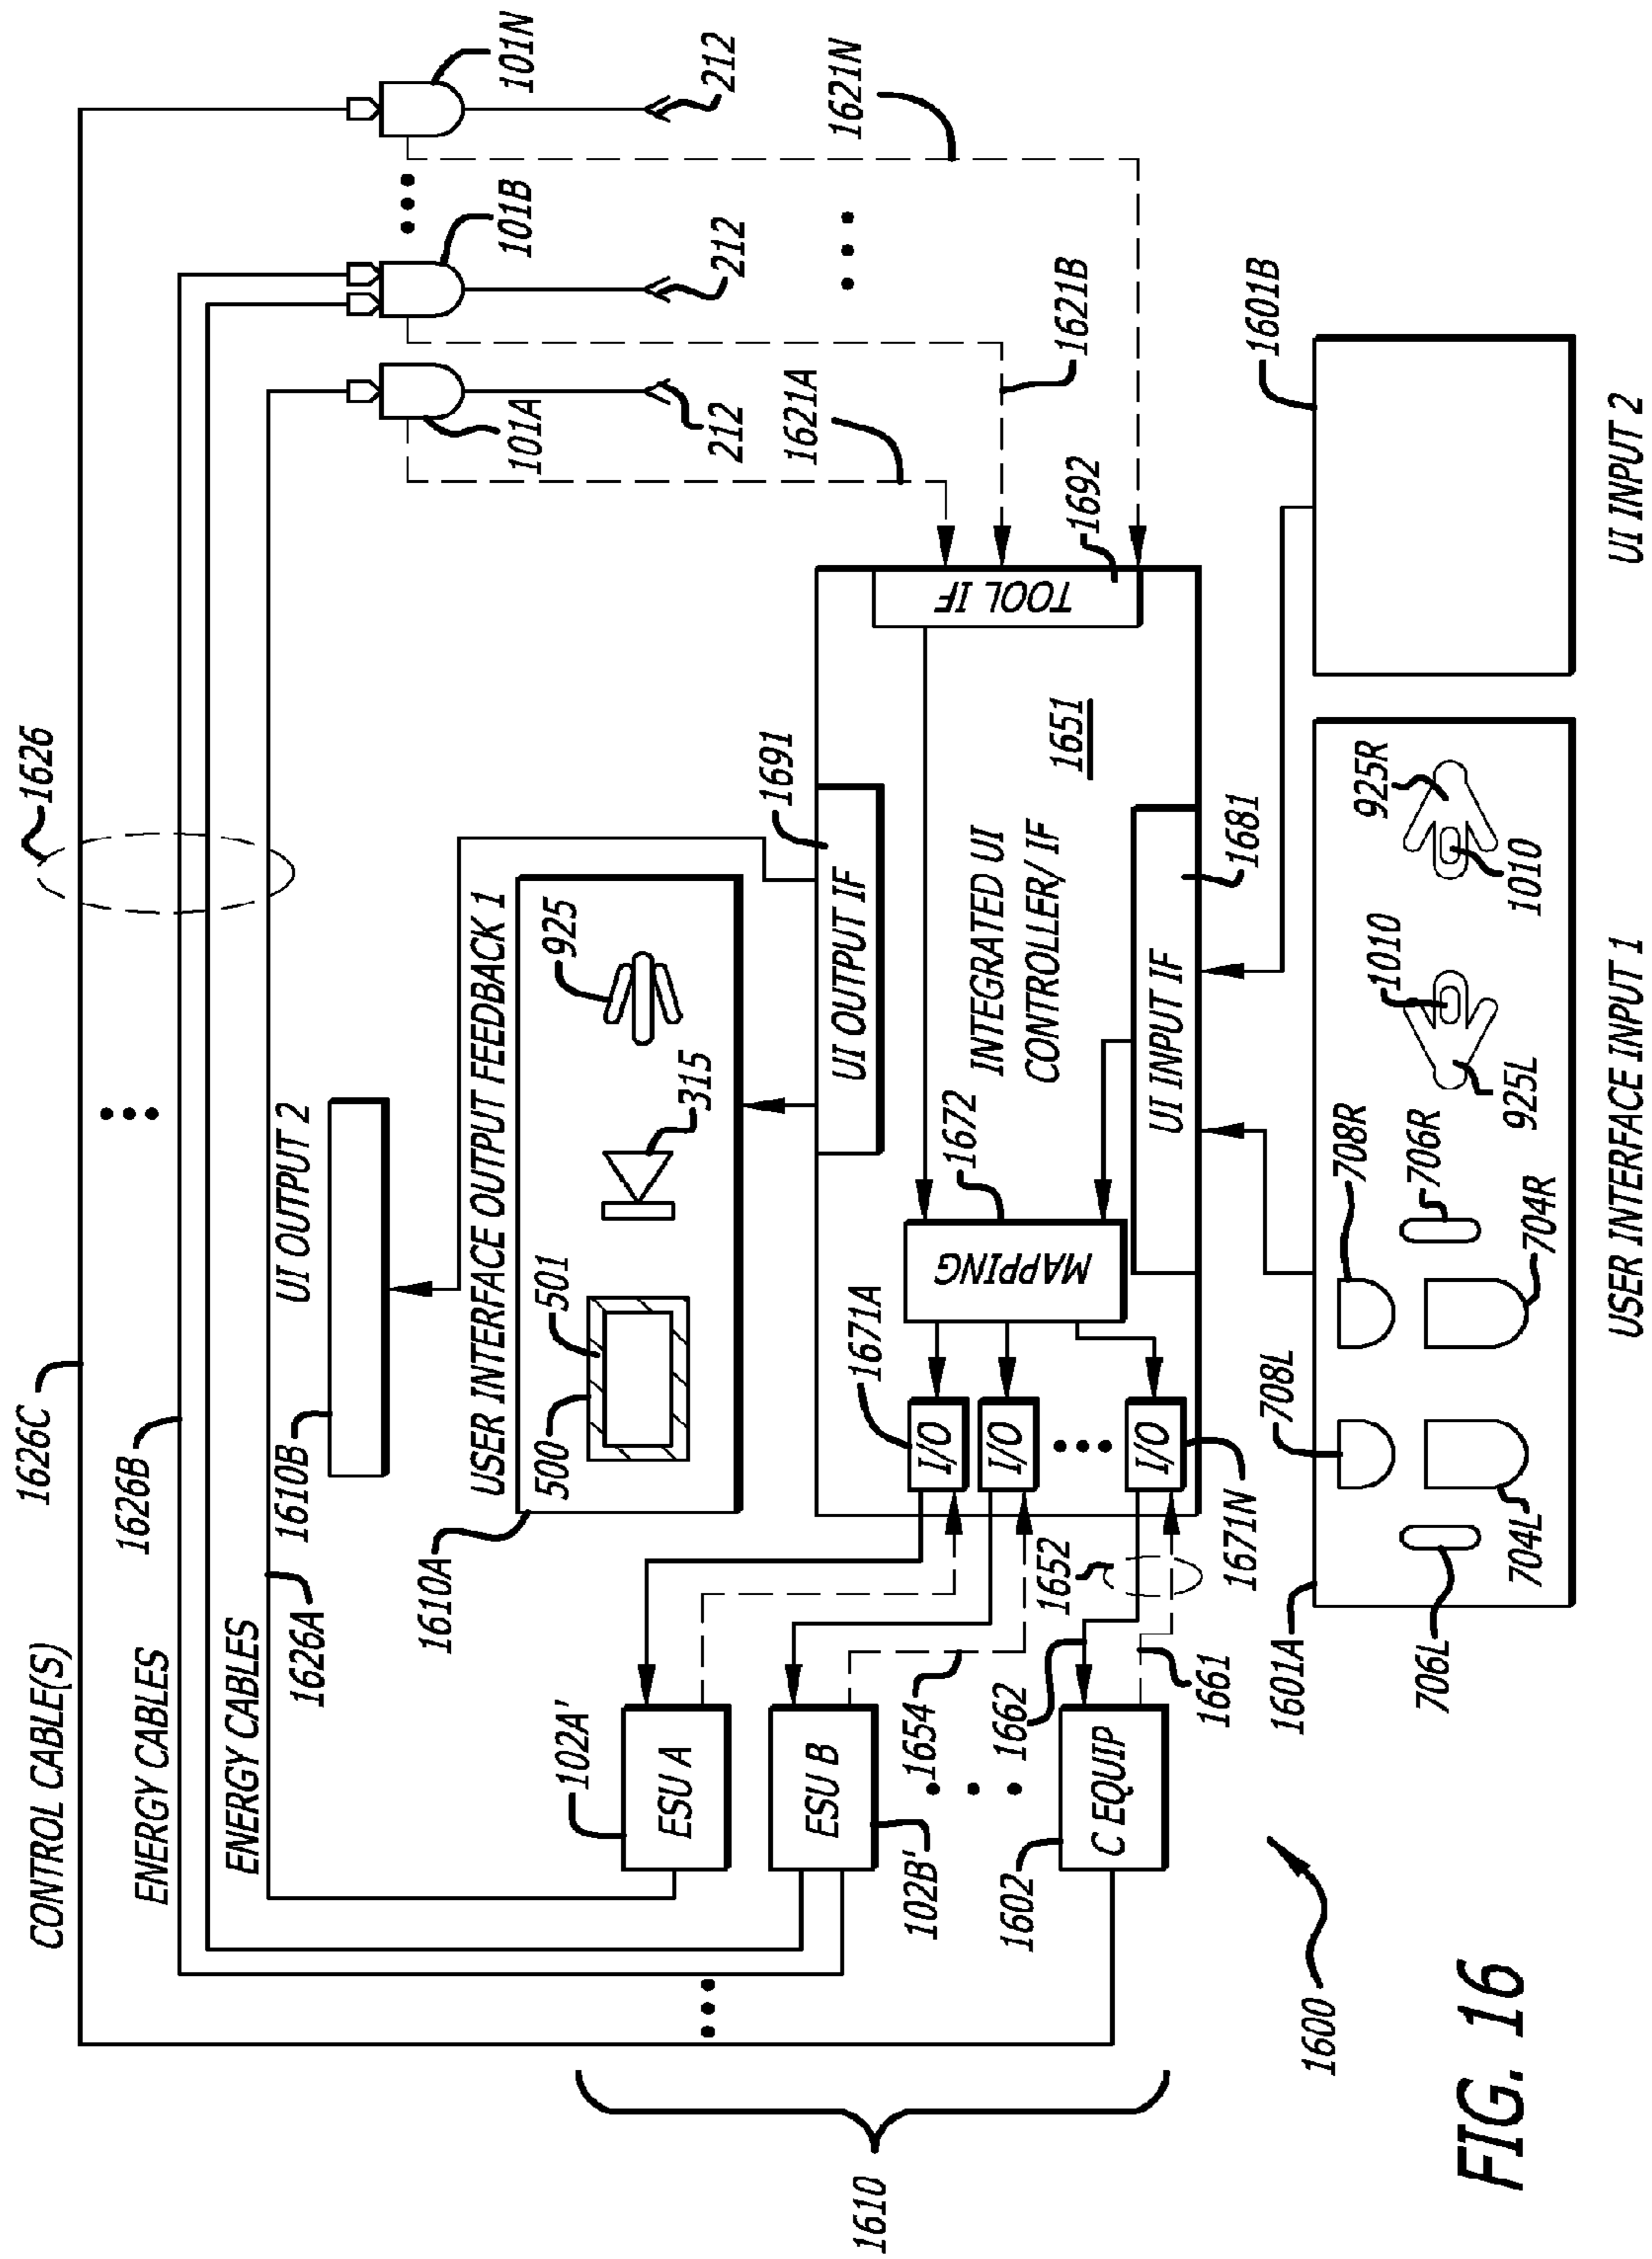 1626
CONTROL CABLE(S)
1626C
ENERGY CABLES
1626B
ENERGY CABLES
1626A
101N
101B
101A
212
212
212
1621N
1621B
1621A
UI OUTPUT 2
1610B
USER INTERFACE OUTPUT FEEDBACK 1
1610A
500
501
315
925
102A'
ESU A
ESU B
102B'
1654
1662
1661
1652
C EQUIP
1602
1610
UI OUTPUT IF
1691
TOOL IF
1692
INTEGRATED UI
CONTROLLER/IF
1651
MAPPING
1672
I/O
I/O
I/O
1671A
1671N
UI INPUT IF
1681
1601A
706L
704L
708L
708R
706R
704R
925L
1010
1010
925R
USER INTERFACE INPUT 1
1601B
UI INPUT 2
1600
FIG. 16